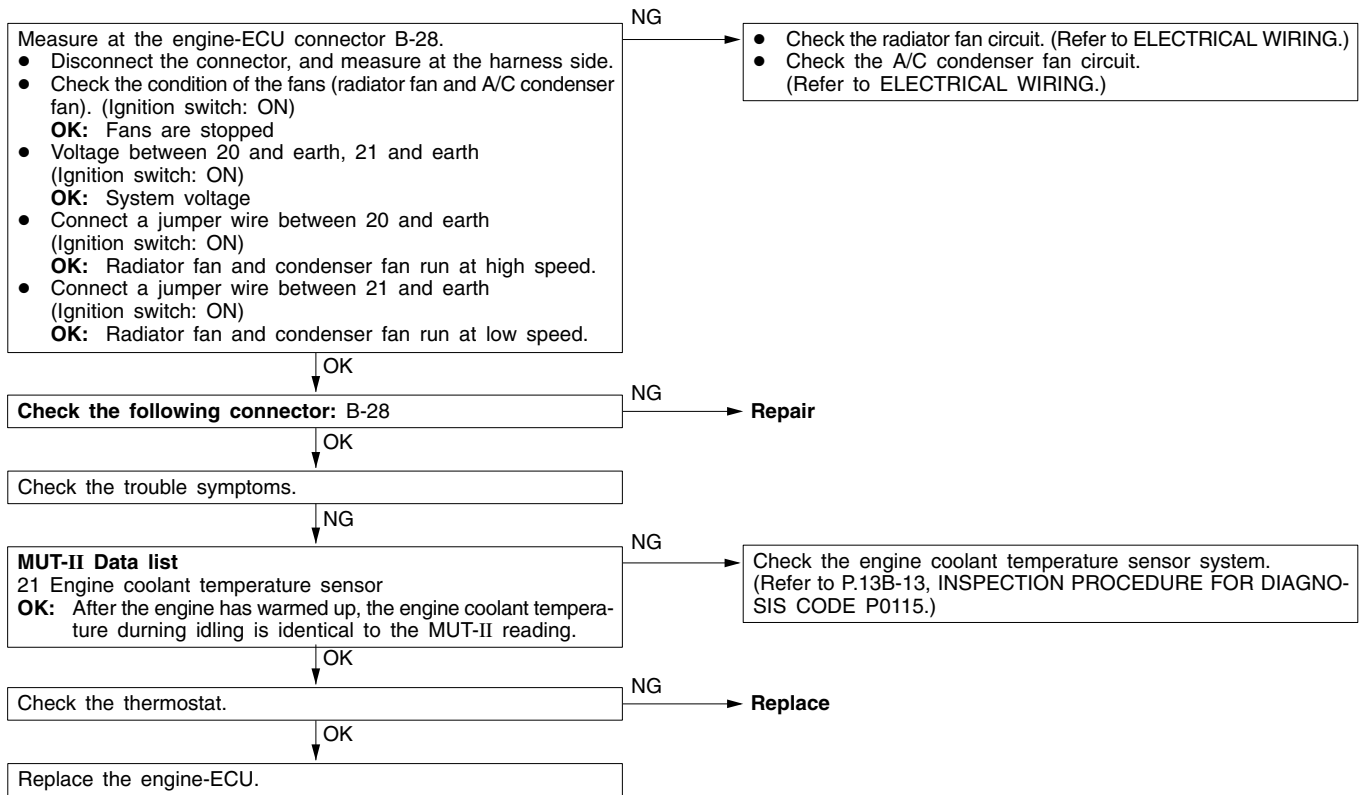 NG
Measure at the engine-ECU connector B-28.
● Disconnect the connector, and measure at the harness side.
● Check the condition of the fans (radiator fan and A/C condenser
fan). (Ignition switch: ON)
OK: Fans are stopped
● Voltage between 20 and earth, 21 and earth
(Ignition switch: ON)
OK: System voltage
● Connect a jumper wire between 20 and earth
(Ignition switch: ON)
OK: Radiator fan and condenser fan run at high speed.
● Connect a jumper wire between 21 and earth
(Ignition switch: ON)
OK: Radiator fan and condenser fan run at low speed.
● Check the radiator fan circuit. (Refer to ELECTRICAL WIRING.)
● Check the A/C condenser fan circuit.
(Refer to ELECTRICAL WIRING.)
OK
NG
Check the following connector: B-28
Repair
OK
Check the trouble symptoms.
NG
NG
MUT-II Data list
21 Engine coolant temperature sensor
OK: After the engine has warmed up, the engine coolant tempera-
ture durning idling is identical to the MUT-II reading.
Check the engine coolant temperature sensor system.
(Refer to P.13B-13, INSPECTION PROCEDURE FOR DIAGNO-
SIS CODE P0115.)
OK
NG
Check the thermostat.
Replace
OK
Replace the engine-ECU.